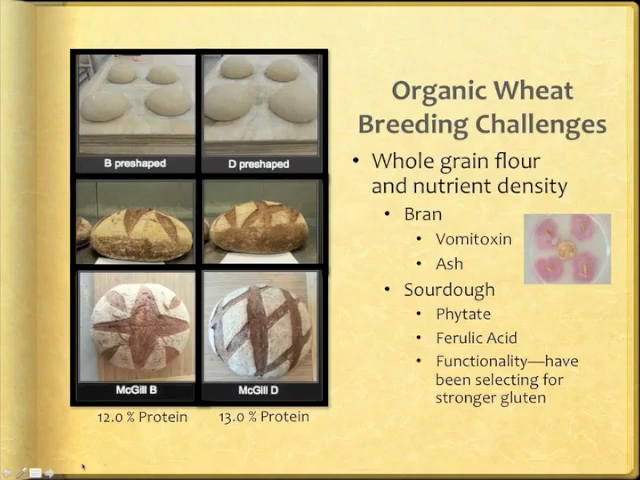 B preshaped
D preshaped
McGill B
McGill D
12.0 % Protein
13.0 % Protein
Organic Wheat
Breeding Challenges
• Whole grain flour
and nutrient density
• Bran
• Vomitoxin
• Ash
• Sourdough
• Phytate
• Ferulic Acid
• Functionality—have
been selecting for
stronger gluten